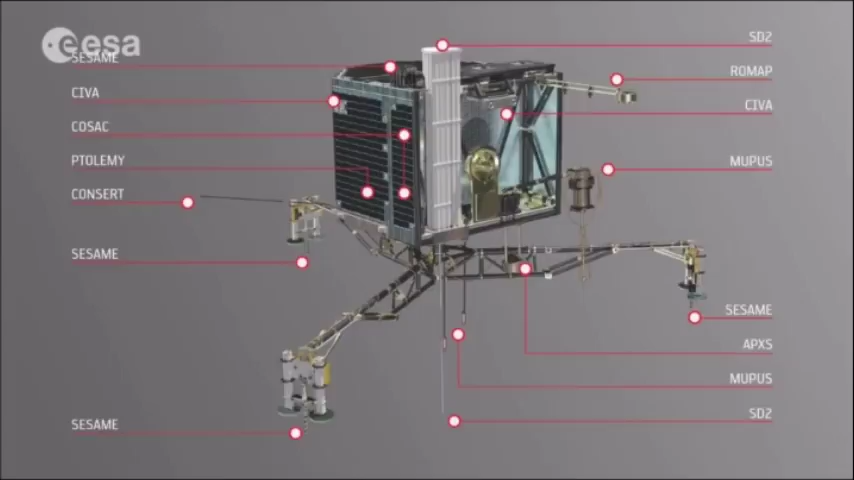 esa
SESAME
CIVA
COSAC
PTOLEMY
CONSERT
SESAME
SESAME
SD2
ROMAP
CIVA
MUPUS
SESAME
APXS
MUPUS
SD2